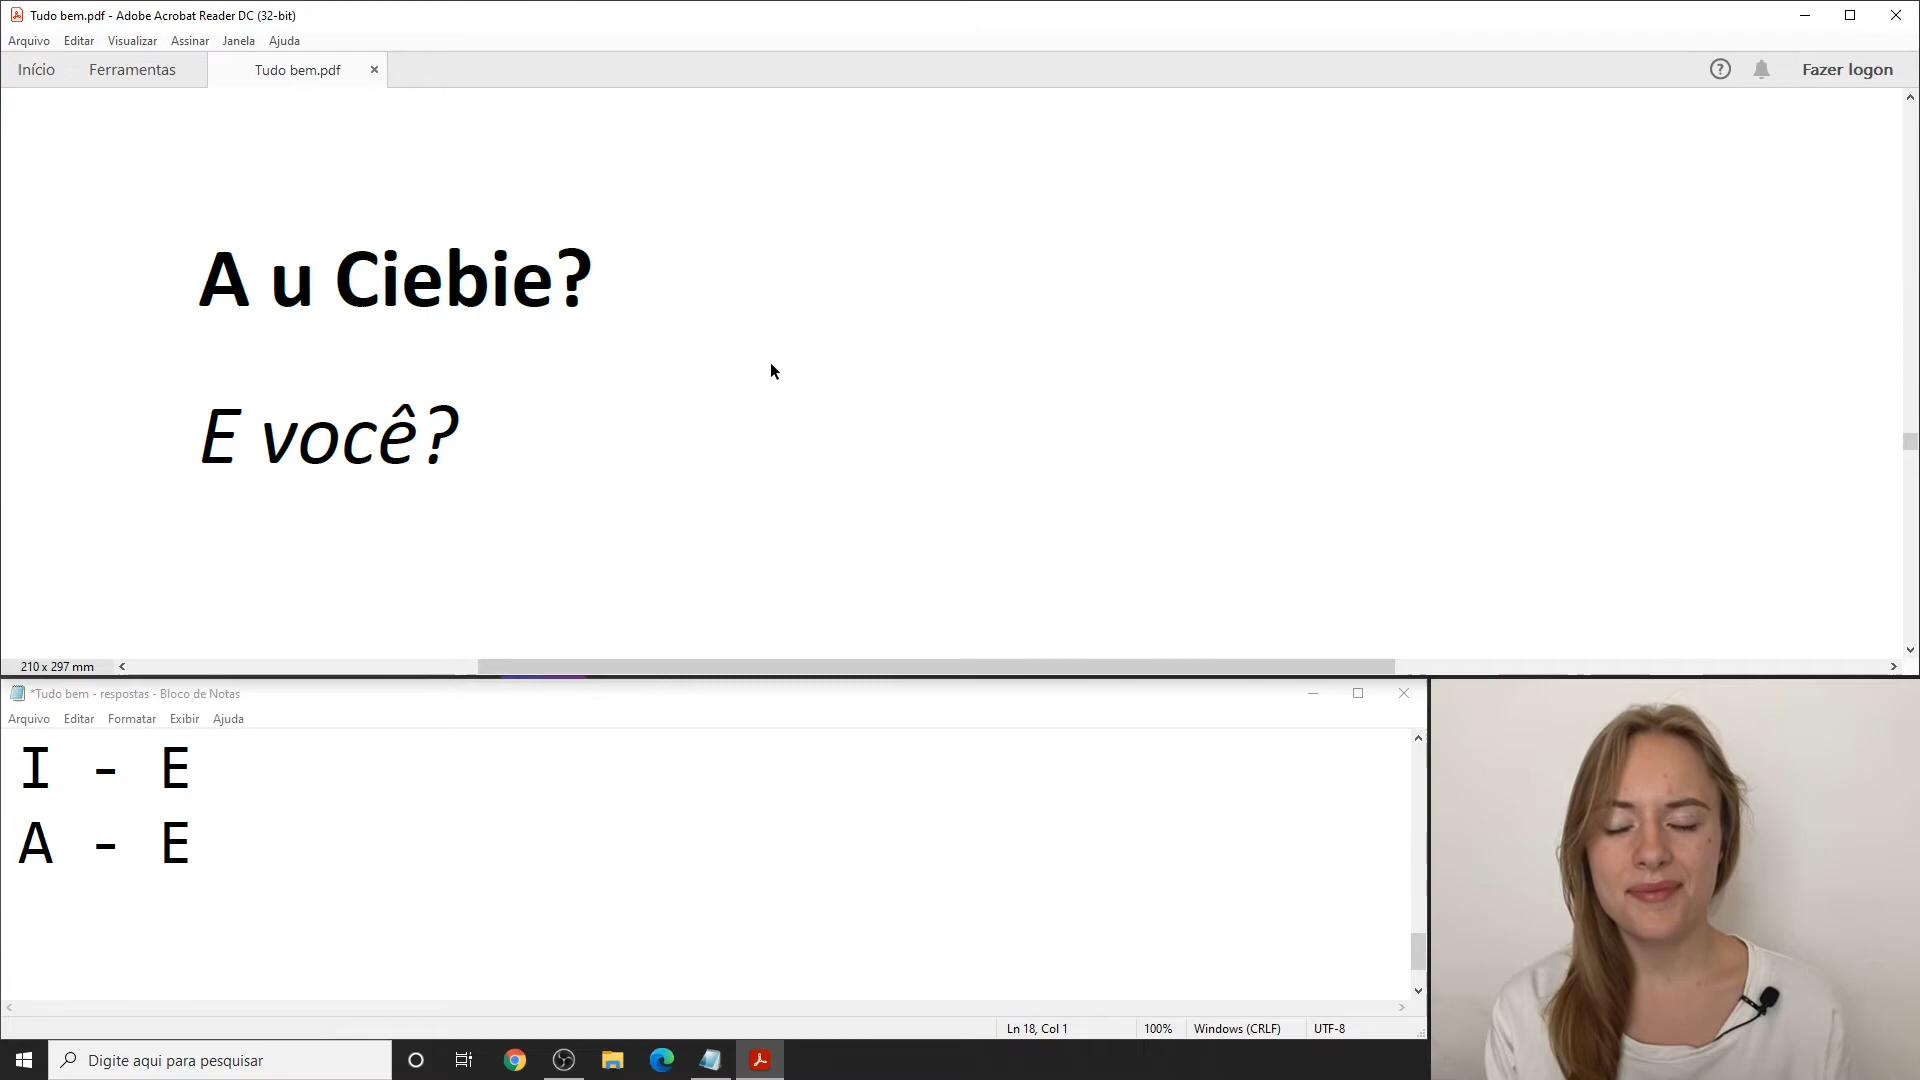 Tudo bem.pdf - Adobe Acrobat Reader DC (32-bit)
Arquivo Editar Visualizar Assinar Janela Ajuda
Início Ferramentas Tudo bem.pdf Fazer logon
A u Ciebie?
E você?
210 x 297 mm
*Tudo bem - respostas - Bloco de Notas
Arquivo Editar Formatar Exibir Ajuda
I - E
A - E
Ln 18, Col 1 100% Windows (CRLF) UTF-8
Digite aqui para pesquisar